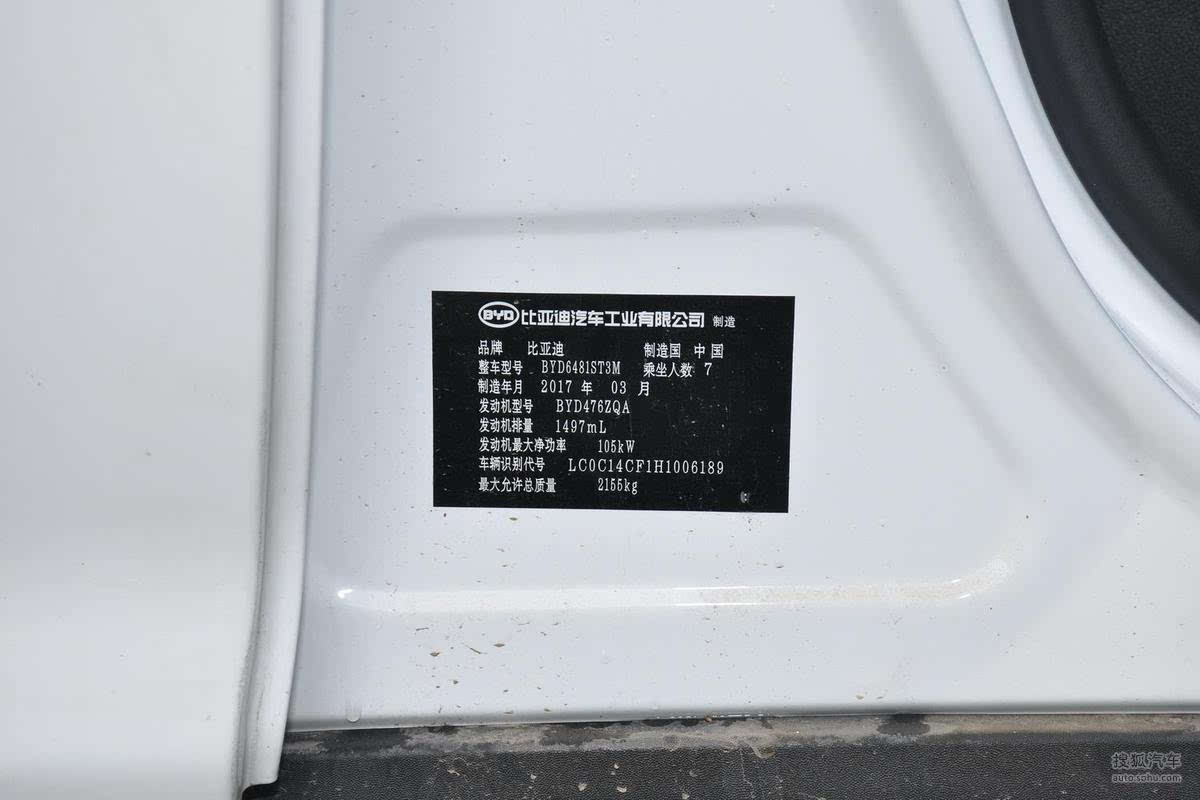 BYD 比亚迪汽车工业有限公司 制造
品牌 比亚迪 制造国 中国
整车型号 BYD6481ST3M 乘坐人数 7
制造年月 2017 年 03 月
发动机型号 BYD476ZQA
发动机排量 1497mL
发动机最大净功率 105kW
车辆识别代号 LC0C14CF1H1006189
最大允许总质量 2155kg
搜狐汽车
auto.sohu.com